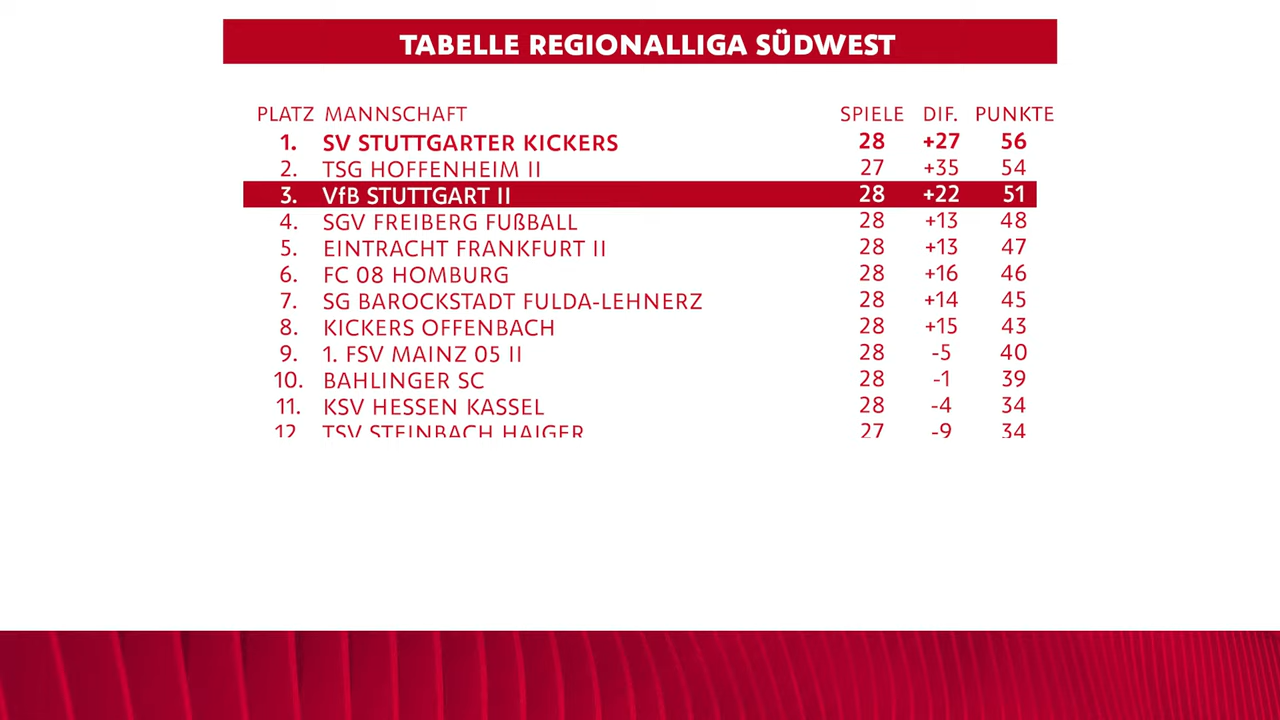 TABELLE REGIONALLIGA SÜDWEST
PLATZ MANNSCHAFT SPIELE DIF. PUNKTE
1. SV STUTTGARTER KICKERS 28 +27 56
2. TSG HOFFENHEIM II 27 +35 54
3. VfB STUTTGART II 28 +22 51
4. SGV FREIBERG FUßBALL 28 +13 48
5. EINTRACHT FRANKFURT II 28 +13 47
6. FC 08 HOMBURG 28 +16 46
7. SG BAROCKSTADT FULDA-LEHNERZ 28 +14 45
8. KICKERS OFFENBACH 28 +15 43
9. 1. FSV MAINZ 05 II 28 -5 40
10. BAHLINGER SC 28 -1 39
11. KSV HESSEN KASSEL 28 -4 34
12 TSV STEINBACH HAIGER 27 -9 34